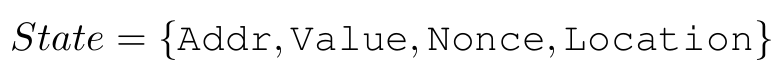 State = {Addr, Value, Nonce, Location}